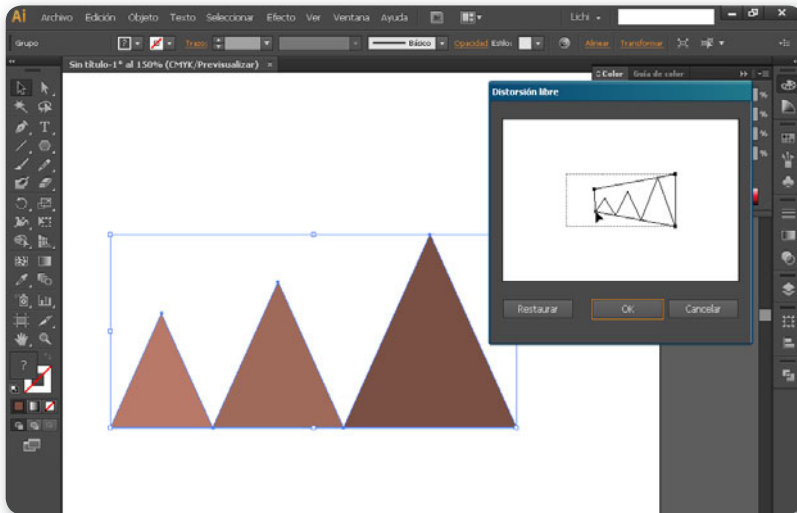 Ai Archivo Edición Objeto Texto Seleccionar Efecto Ver Ventana Ayuda Lichi
Grupo ? Trazo: Básico Opacidad Estilo: Alinear Transformar
Sin título-1* al 150% (CMYK/Previsualizar) ×
Color Guía de color
%
%
%
%
Distorsión libre
Restaurar OK Cancelar
T
?